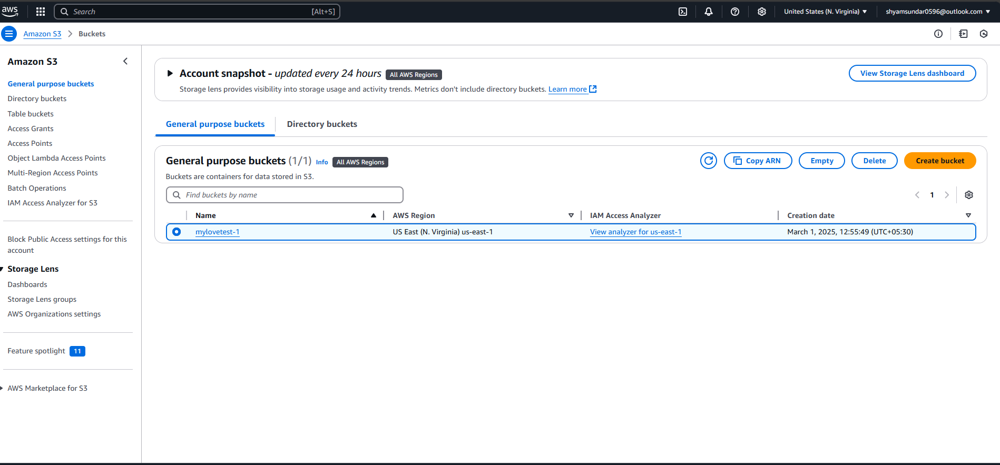 aws
Search [Alt+S]
United States (N. Virginia)
shyamsundar0596@outlook.com
Amazon S3 > Buckets
Amazon S3
General purpose buckets
Directory buckets
Table buckets
Access Grants
Access Points
Object Lambda Access Points
Multi-Region Access Points
Batch Operations
IAM Access Analyzer for S3
Block Public Access settings for this
account
Storage Lens
Dashboards
Storage Lens groups
AWS Organizations settings
Feature spotlight 11
AWS Marketplace for S3
Account snapshot - updated every 24 hours All AWS Regions
View Storage Lens dashboard
Storage lens provides visibility into storage usage and activity trends. Metrics don't include directory buckets. Learn more
General purpose buckets
Directory buckets
General purpose buckets (1/1) Info All AWS Regions
Copy ARN
Empty
Delete
Create bucket
Buckets are containers for data stored in S3.
Find buckets by name
1
Name AWS Region IAM Access Analyzer Creation date
mylovetest-1 US East (N. Virginia) us-east-1 View analyzer for us-east-1 March 1, 2025, 12:55:49 (UTC+05:30)